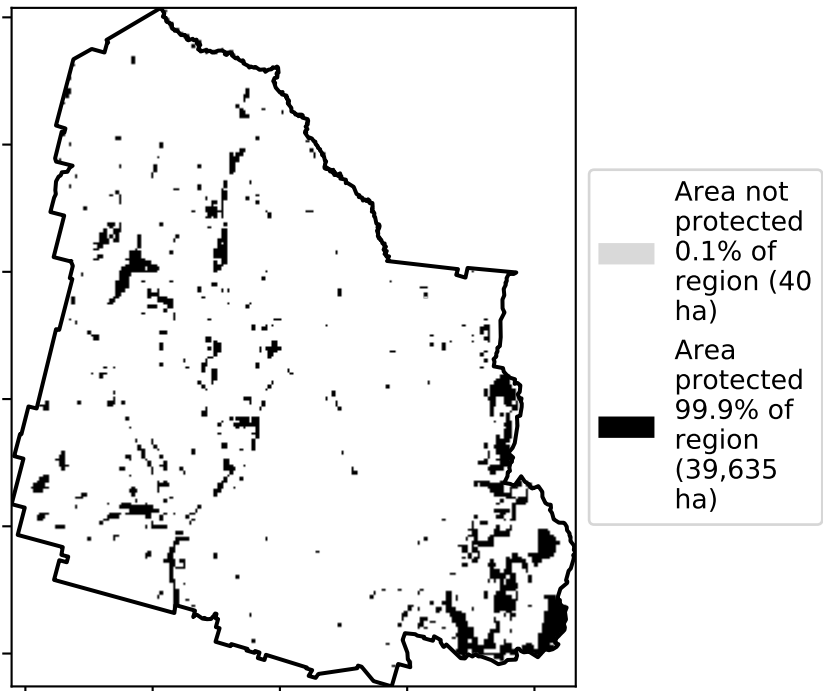 Area not
protected
0.1% of
region (40
ha)
Area
protected
99.9% of
region
(39,635
ha)